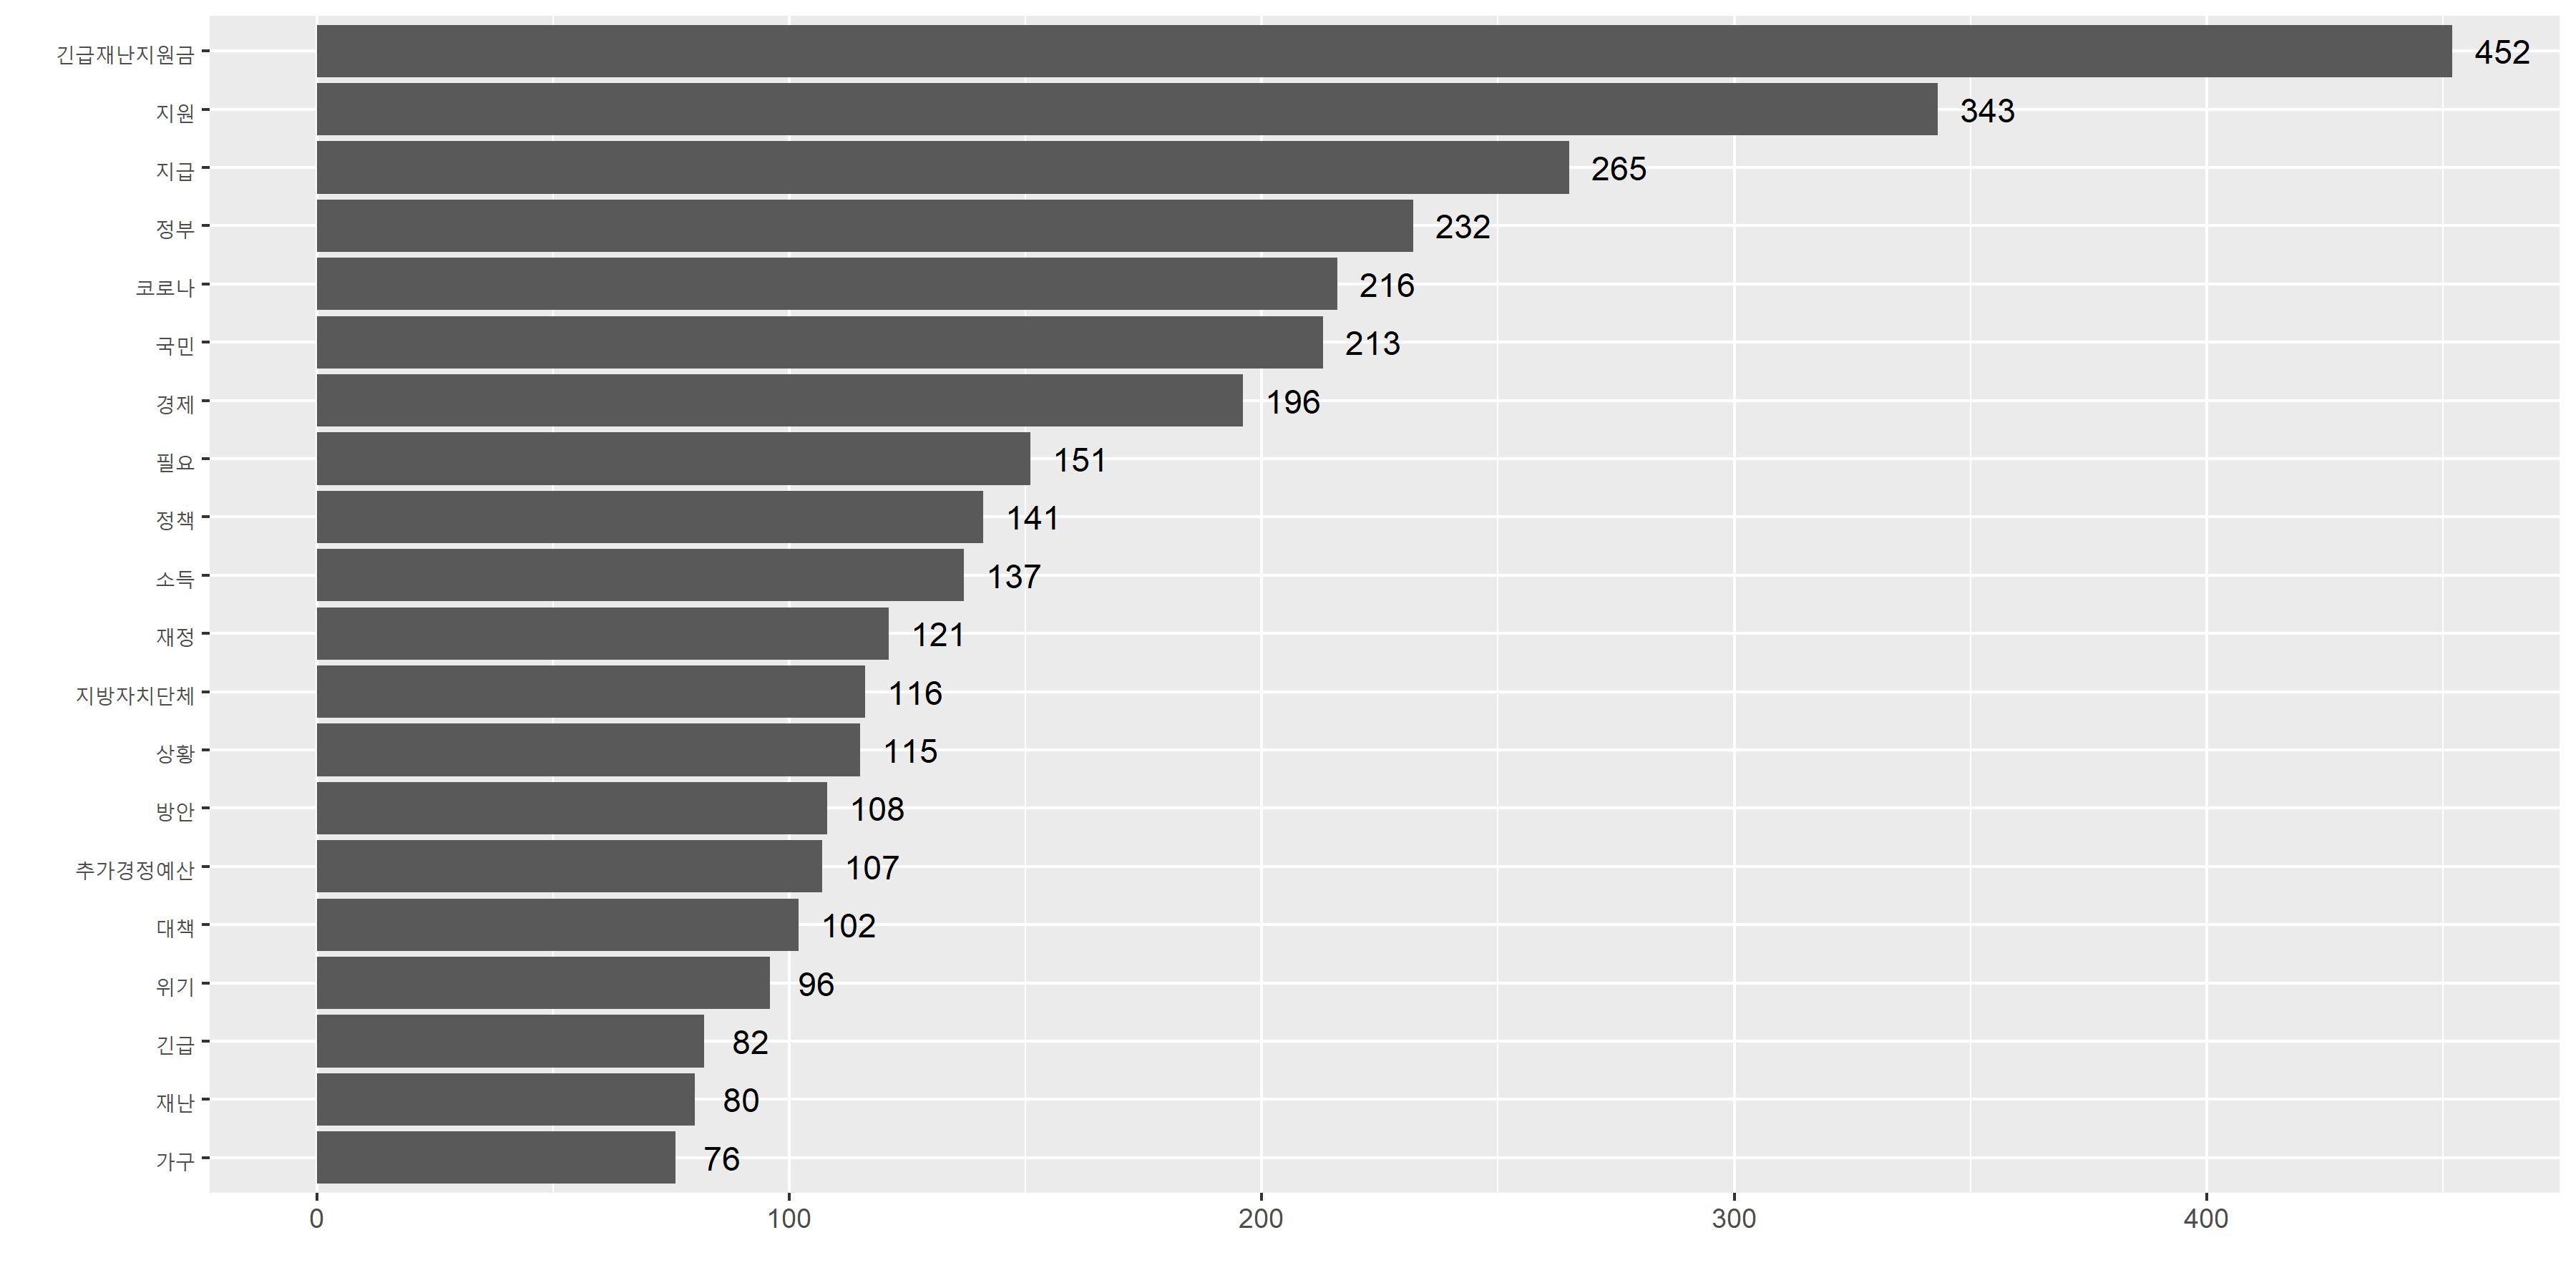 긴급재난지원금 452
지원 343
지급 265
정부 232
코로나 216
국민 213
경제 196
필요 151
정책 141
소득 137
재정 121
지방자치단체 116
상황 115
방안 108
추가경정예산 107
대책 102
위기 96
긴급 82
재난 80
가구 76
0 100 200 300 400